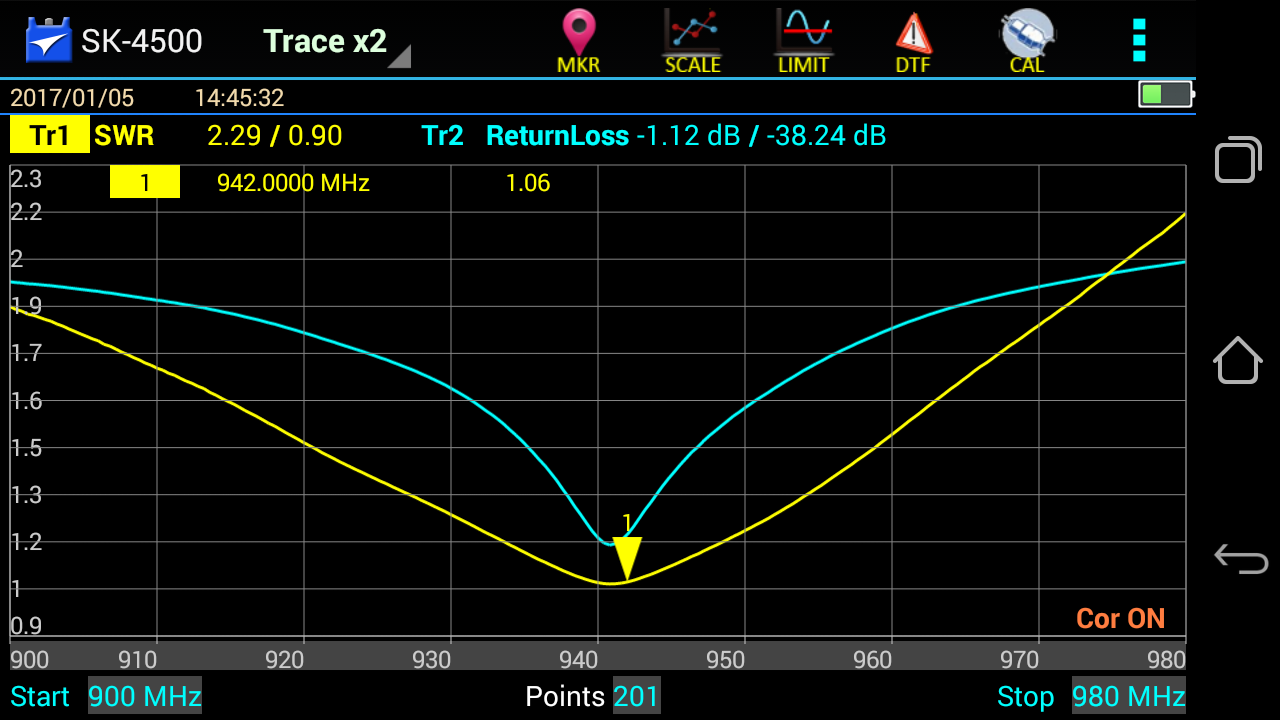 SK-4500 Trace x2 MKR SCALE LIMIT DTF CAL
2017/01/05 14:45:32
Tr1 SWR 2.29 / 0.90 Tr2 ReturnLoss -1.12 dB / -38.24 dB
2.3 1 942.0000 MHz 1.06
2.2
2
1.9
1.7
1.6
1.5
1.3
1
1.2
1
0.9 Cor ON
900 910 920 930 940 950 960 970 980
Start 900 MHz Points 201 Stop 980 MHz